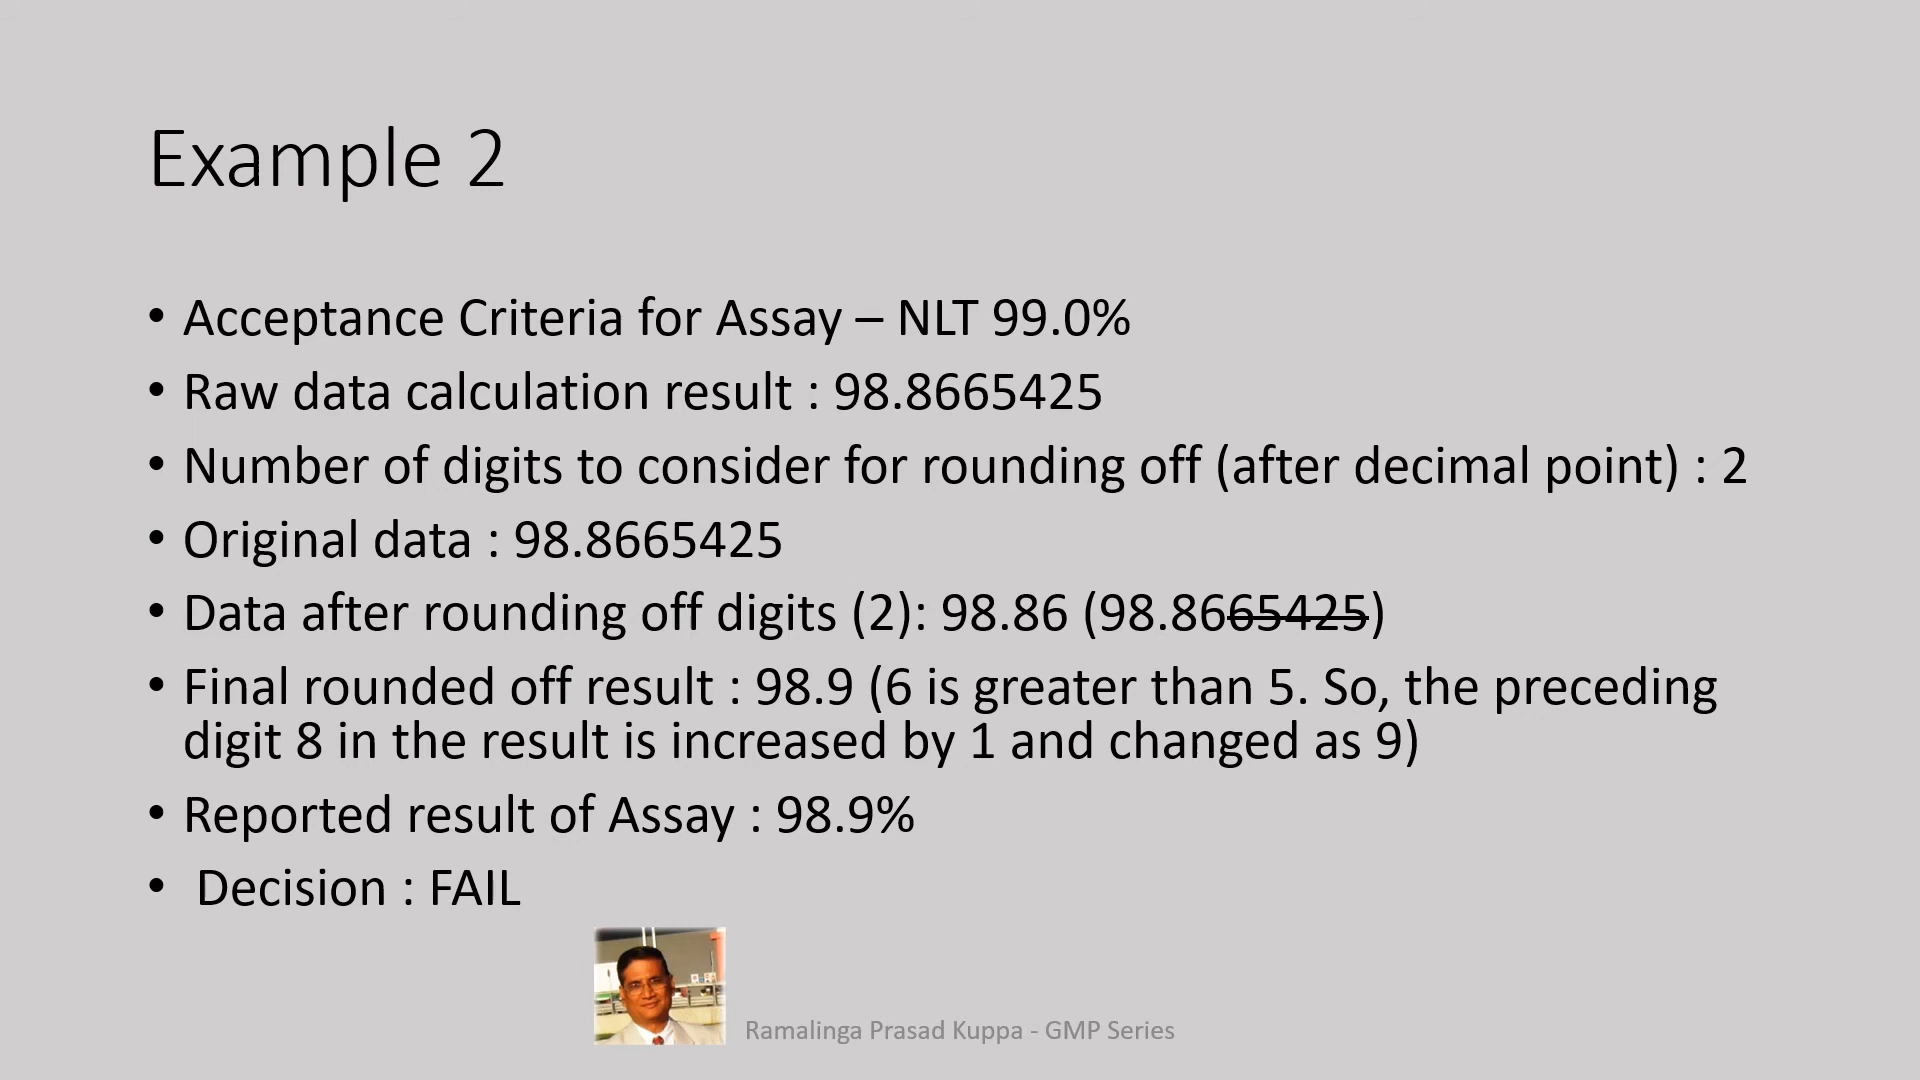 Example 2
• Acceptance Criteria for Assay – NLT 99.0%
• Raw data calculation result : 98.8665425
• Number of digits to consider for rounding off (after decimal point) : 2
• Original data : 98.8665425
• Data after rounding off digits (2): 98.86 (98.8665425)
• Final rounded off result : 98.9 (6 is greater than 5. So, the preceding
digit 8 in the result is increased by 1 and changed as 9)
• Reported result of Assay : 98.9%
• Decision : FAIL
Ramalinga Prasad Kuppa - GMP Series